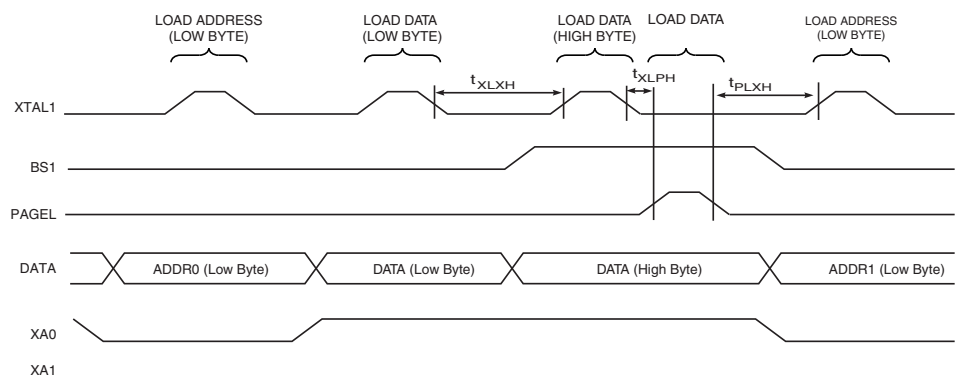 LOAD ADDRESS
(LOW BYTE)
LOAD DATA
(LOW BYTE)
LOAD DATA
(HIGH BYTE)
LOAD DATA
LOAD ADDRESS
(LOW BYTE)
tXLXH
tXLPH
tPLXH
XTAL1
BS1
PAGEL
DATA
ADDR0 (Low Byte)
DATA (Low Byte)
DATA (High Byte)
ADDR1 (Low Byte)
XA0
XA1